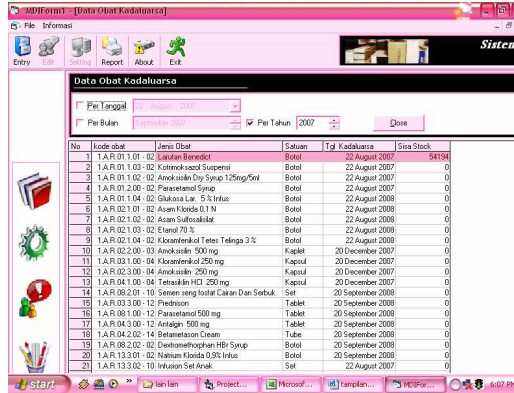 MDIForm1 - [Data Obat Kadaluarsa]
File Informasi
Entry Edit Setting Report About Exit
Sistem
Data Obat Kadaluarsa
Per Tanggal 22 August 2007
Per Bulan September 2007 Per Tahun 2007 Close
No kode obat Jenis Obat Satuan Tgl Kadaluarsa Sisa Stock
1 1.A.R.01.1.01 - 02 Larutan Benedict Botol 22 August 2007 54194
2 1.A.R.01.1.03 - 02 Kotrimoksazol Suspensi Botol 22 August 2007 0
3 1.A.R.01.1.02 - 02 Amoksisilin Dry Syrup 125mg/5ml Botol 22 August 2007 0
4 1.A.R.01.2.00 - 02 Parasetamol Syrup Botol 22 August 2007 0
5 1.A.R.01.1.04 - 02 Glukosa Lar. 5 % Infus Botol 22 August 2008 0
6 1.A.R.02.1.01 - 02 Asam Klorida 0,1 N Botol 22 August 2008 0
7 1.A.R.02.1.02 - 02 Asam Sulfosalisilat Botol 22 August 2008 0
8 1.A.R.02.1.03 - 02 Etanol 70 % Botol 22 August 2008 0
9 1.A.R.02.1.04 - 02 Kloramfenikol Tetes Telinga 3 % Botol 22 August 2008 0
10 1.A.R.02.2.00 - 03 Amoksisilin 500 mg Kaplet 20 December 2007 0
11 1.A.R.03.1.00 - 04 Kloramfenikol 250 mg Kapsul 20 December 2007 0
12 1.A.R.02.3.00 - 04 Amoksisilin 250 mg Kapsul 20 December 2007 0
13 1.A.R.04.1.00 - 04 Tetrasiklin HCl 250 mg Kapsul 20 December 2007 0
14 1.A.R.08.2.01 - 10 Semen seng fosfat Cairan Dan Serbuk Set 20 September 2008 0
15 1.A.R.03.3.00 - 12 Prednison Tablet 20 September 2008 0
16 1.A.R.08.1.00 - 12 Parasetamol 500 mg Tablet 20 September 2008 0
17 1.A.R.04.3.00 - 12 Antalgin 500 mg Tablet 20 September 2008 0
18 1.A.R.04.2.02 - 14 Betametason Cream Tube 20 September 2008 0
19 1.A.R.08.2.02 - 02 Dextromethorphan HBr Syrup Botol 20 September 2007 0
20 1.A.R.13.3.01 - 02 Natrium Klorida 0,9% Infus Botol 20 September 2007 0
21 1.A.R.13.3.02 - 10 Infusion Set Anak Set 22 August 2007 0
start lain lain Project... Microsof... tampilan... MDIFor... 6:07 PM